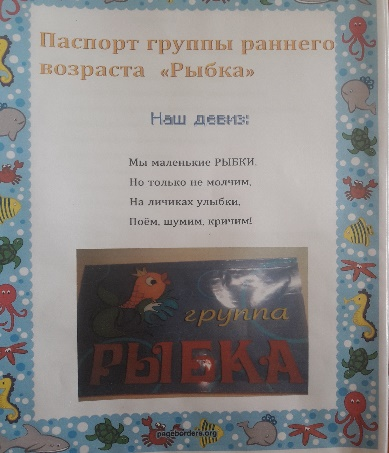 Паспорт группы раннего
возраста «Рыбка»
Наш девиз:
Мы маленькие РЫБКИ.
Но только не молчим,
На личиках улыбки,
Поём, шумим, кричим!
группа
РЫБКА
pageborders.org